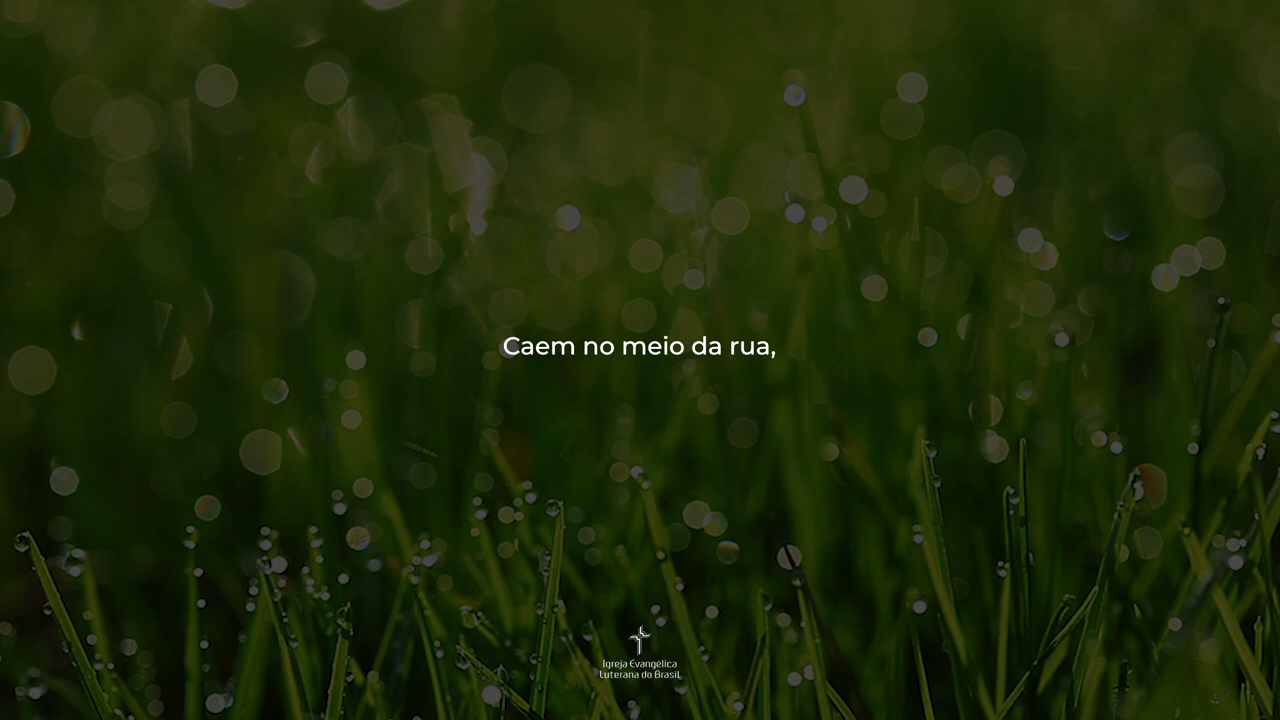 Caem no meio da rua,
Igreja Evangélica
Luterana do Brasil